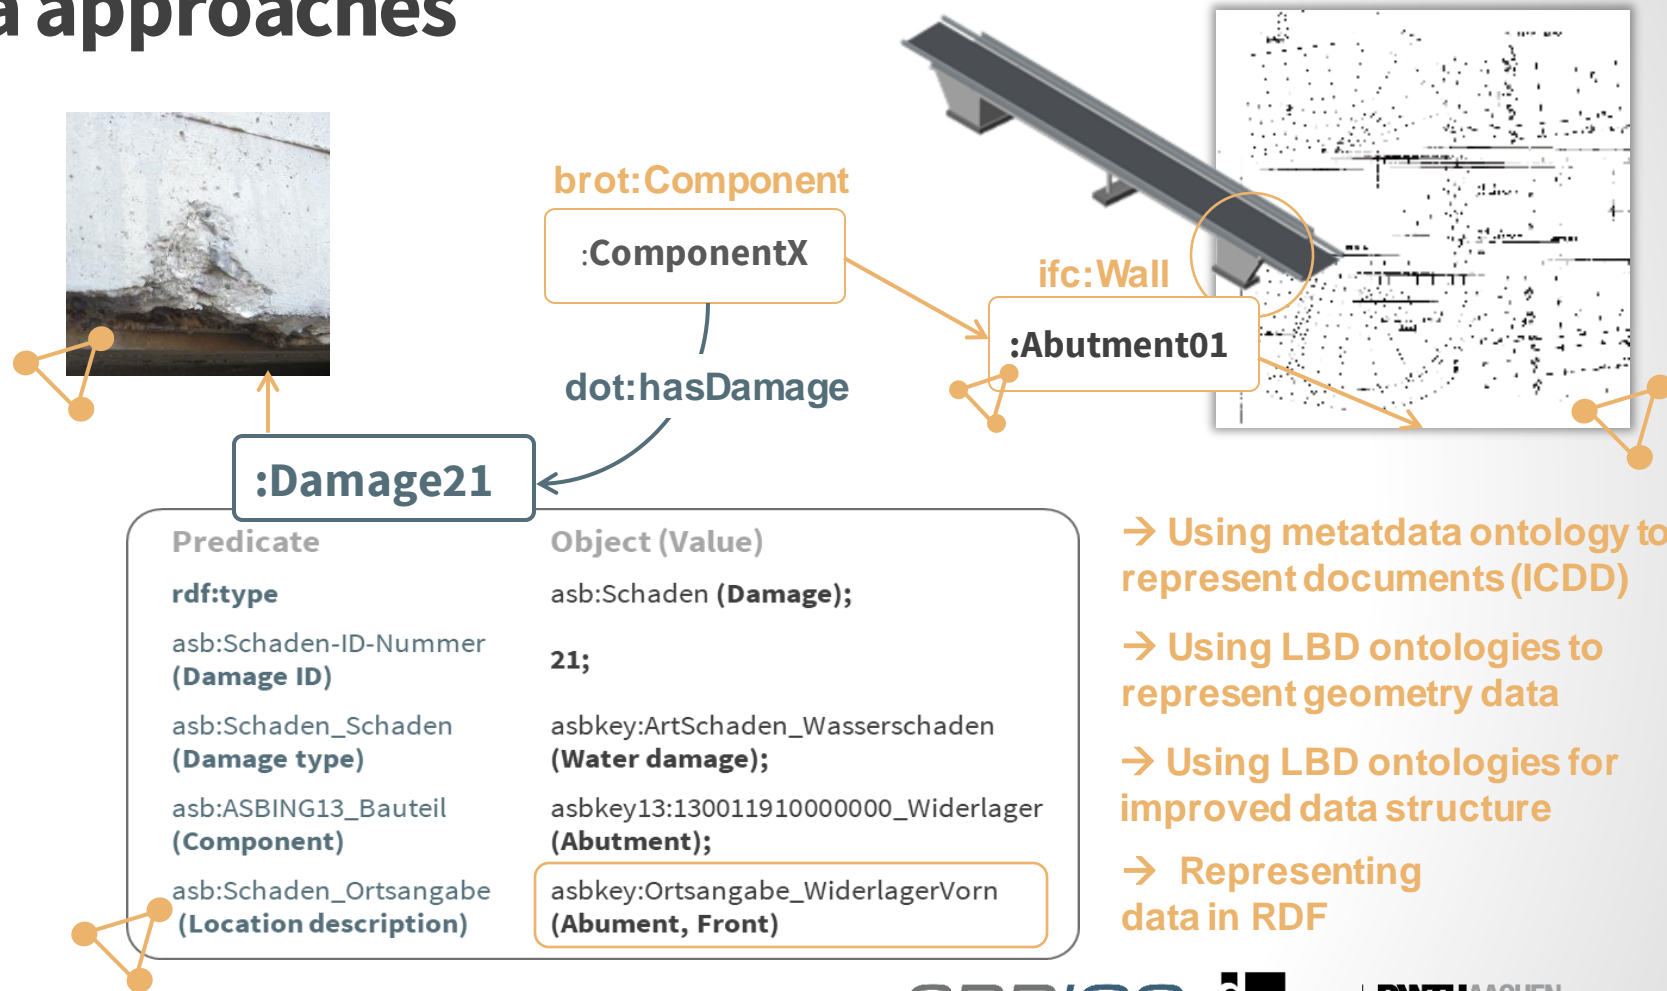 a approaches
brot:Component
:ComponentX
ifc:Wall
:Abutment01
dot:hasDamage
:Damage21
Predicate Object (Value)
rdf:type asb:Schaden (Damage);
asb:Schaden-ID-Nummer
(Damage ID) 21;
asb:Schaden_Schaden asbkey:ArtSchaden_Wasserschaden
(Damage type) (Water damage);
asb:ASBING13_Bauteil asbkey13:130011910000000_Widerlager
(Component) (Abutment);
asb:Schaden_Ortsangabe asbkey:Ortsangabe_WiderlagerVorn
(Location description) (Abument, Front)
→ Using metatdata ontology to
represent documents (ICDD)
→ Using LBD ontologies to
represent geometry data
→ Using LBD ontologies for
improved data structure
→ Representing
data in RDF